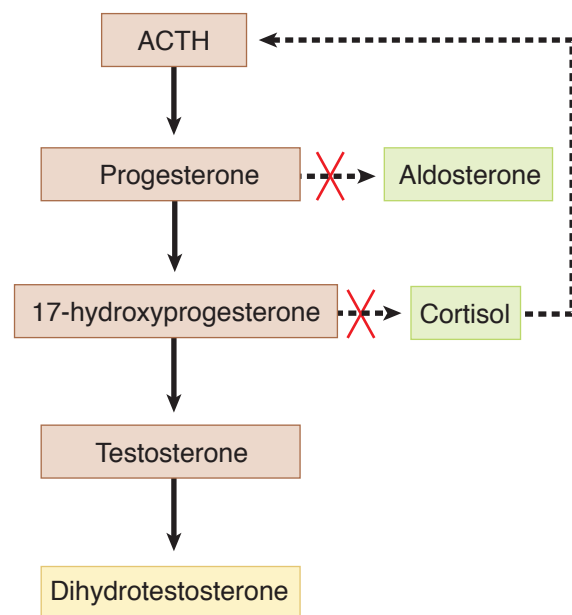 ACTH
Progesterone
Aldosterone
17-hydroxyprogesterone
Cortisol
Testosterone
Dihydrotestosterone